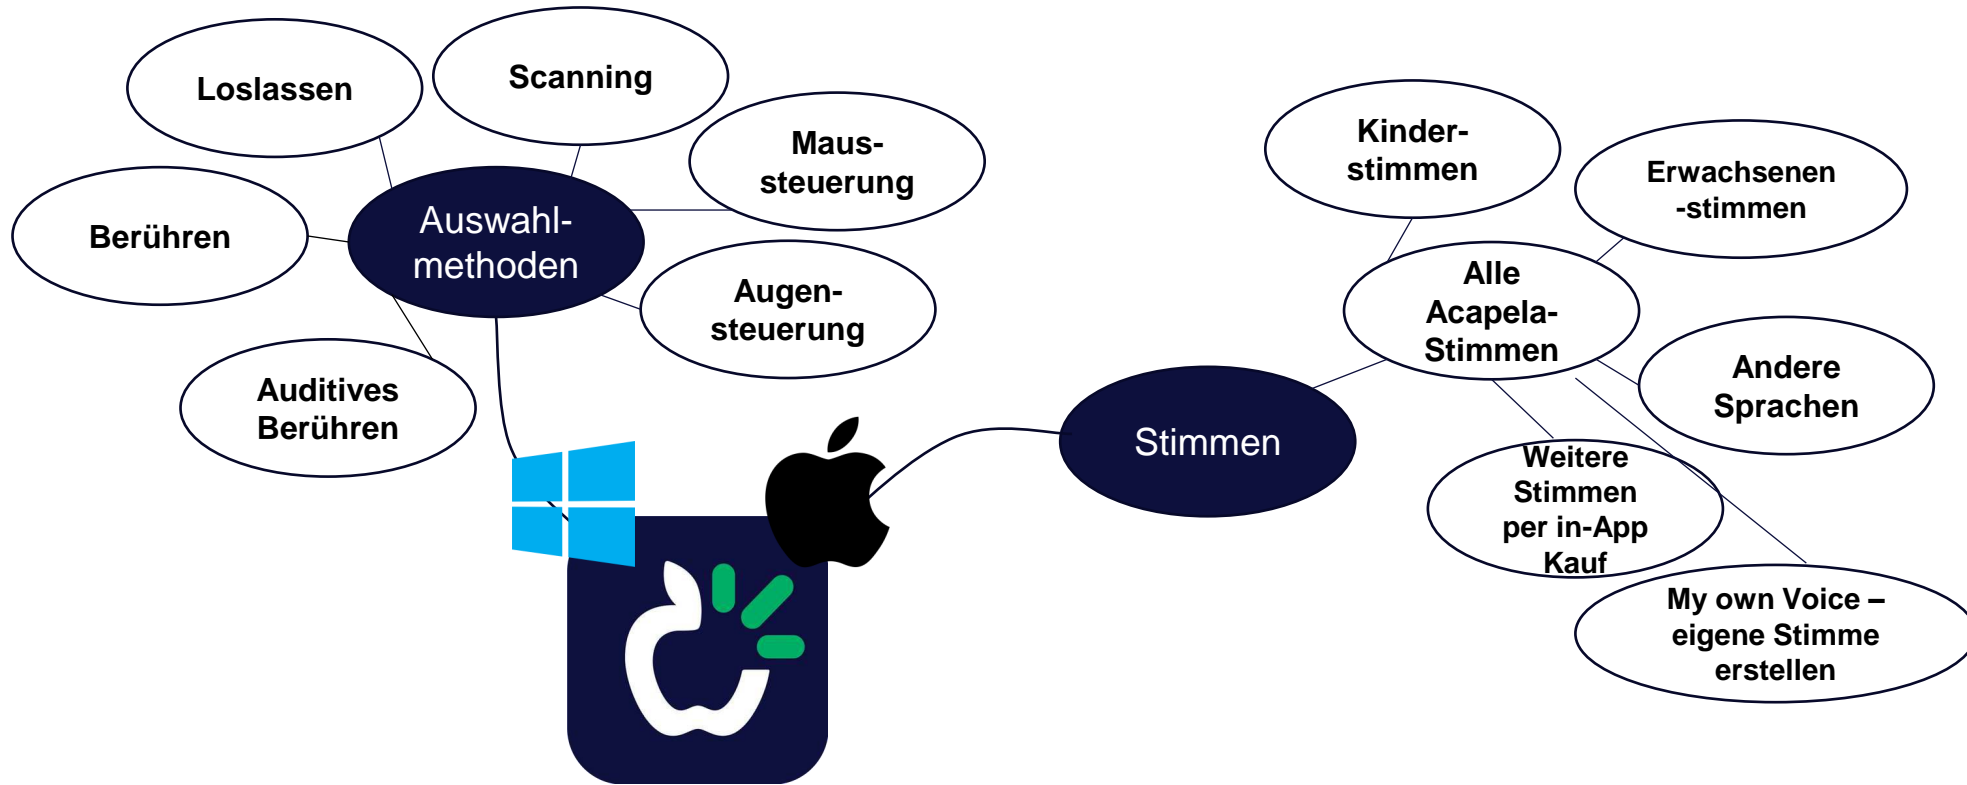 Loslassen
Scanning
Maus-
steuerung
Berühren
Auswahl-
methoden
Augen-
steuerung
Auditives
Berühren
Kinder-
stimmen
Erwachsenen
-stimmen
Alle
Acapela-
Stimmen
Andere
Sprachen
Stimmen
Weitere
Stimmen
per in-App
Kauf
My own Voice –
eigene Stimme
erstellen